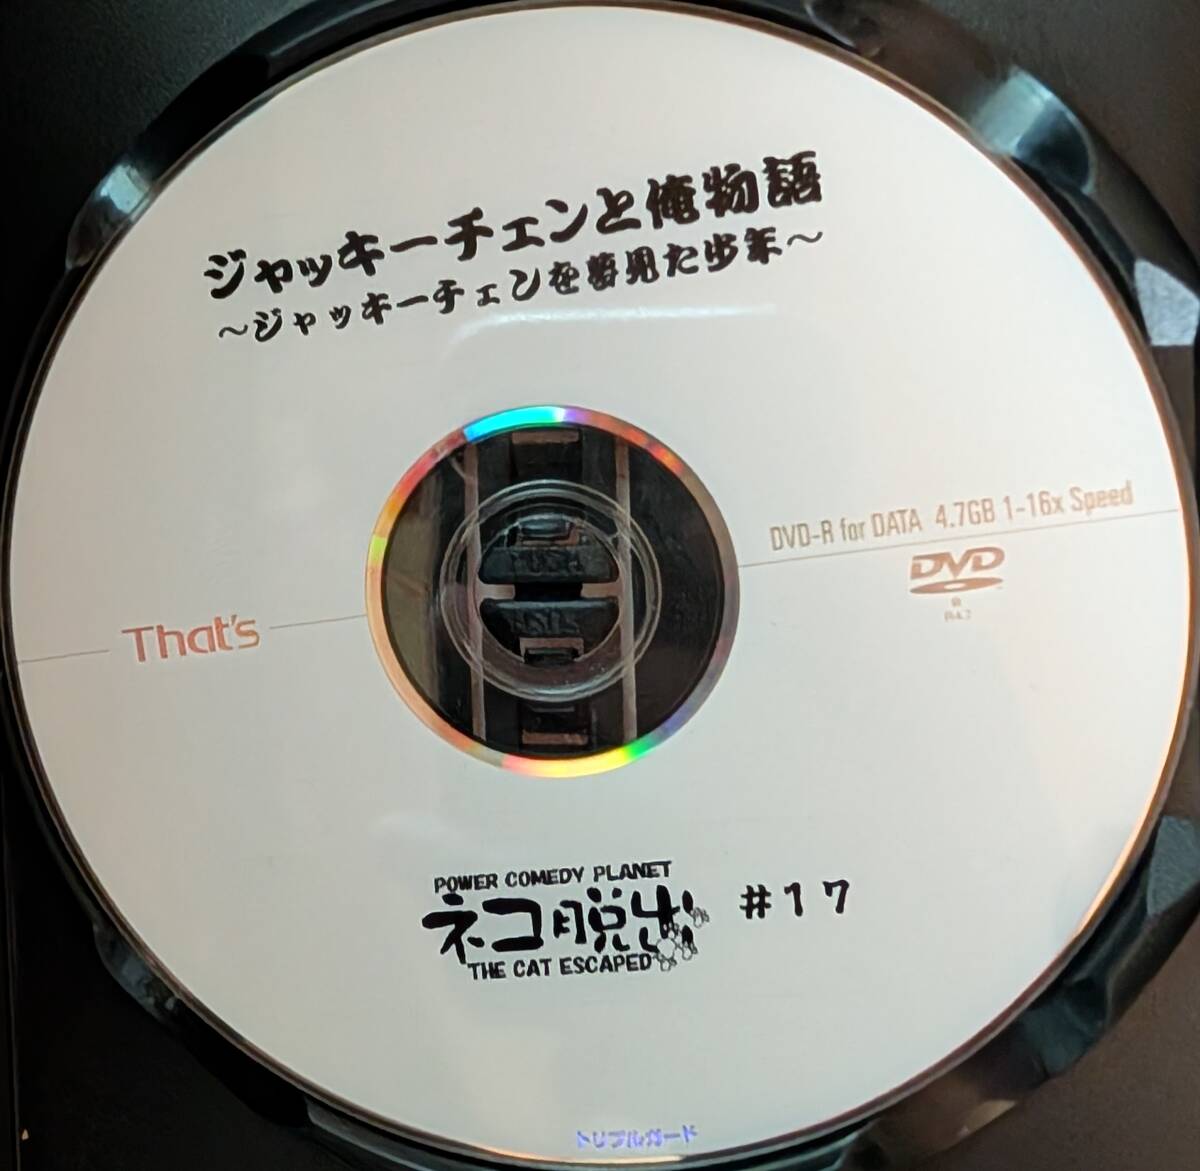 ジャッキーチェンと俺物語
～ジャッキーチェンを夢見た少年～
DVD-R for DATA 4.7GB 1-16x Speed
DVD
R
R4.7
That's
POWER COMEDY PLANET
ネコ脱出 #17
THE CAT ESCAPED
トリプルガード